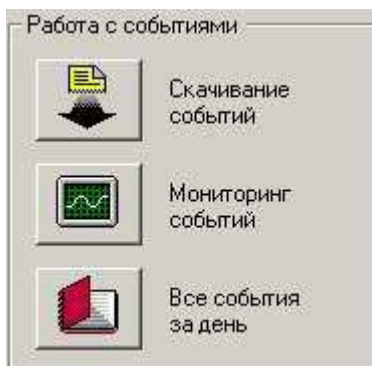 Работа с событиями
Скачивание
событий
Мониторинг
событий
Все события
за день